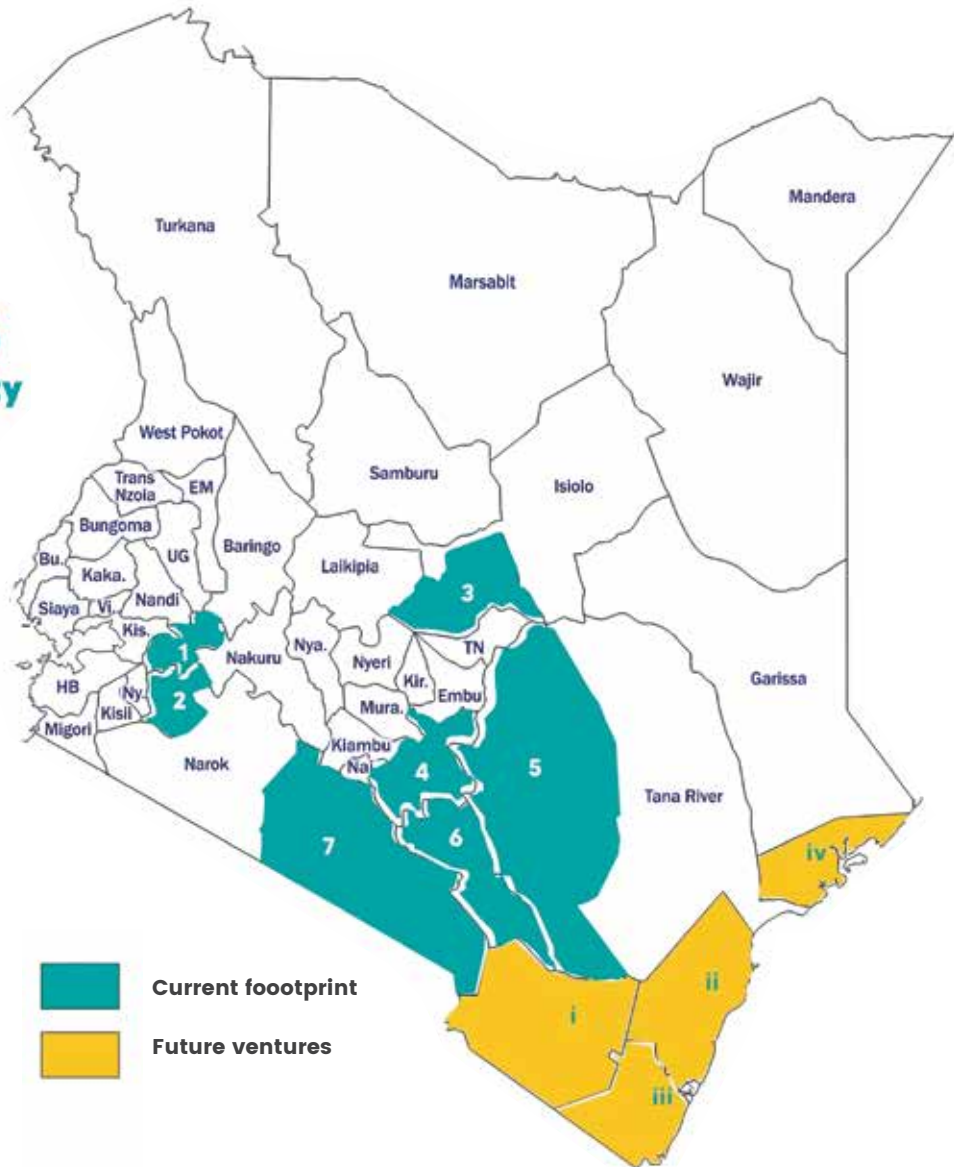 Mandera
Turkana
Marsabit
Wajir
ty
West Pokot
Samburu
Trans
Nzoia
EM
Isiolo
Bungoma
Baringo
UG
Bu.
Laikipia
Kaka.
3
Siaya
Vi.
Nandi
Kis.
1
Nya.
TN
Nakuru
Nyeri
Kir.
Garissa
HB
Ny.
2
Embu
Kisii
Mura.
Migori
Kiambu
Narok
Nai
4
5
Tana River
7
6
iv
ii
Current foootprint
i
Future ventures
iii